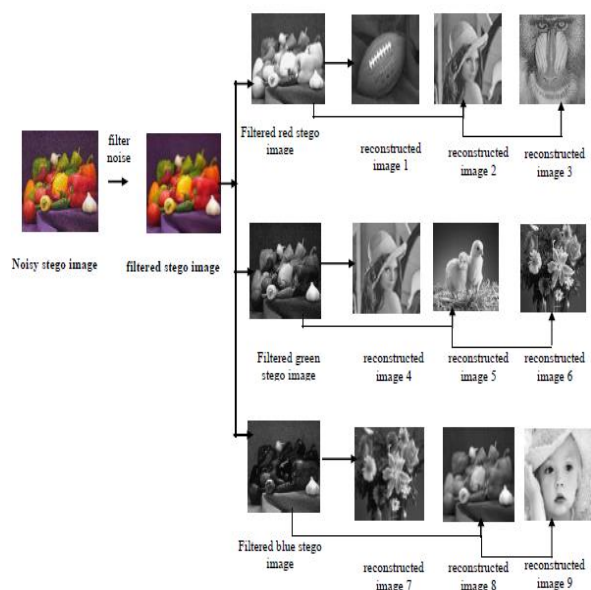 filter
noise
Noisy stego image
filtered stego image
Filtered red stego
image
reconstructed
image 1
reconstructed
image 2
reconstructed
image 3
Filtered green
stego image
reconstructed
image 4
reconstructed
image 5
reconstructed
image 6
Filtered blue stego
image
reconstructed
image 7
reconstructed
image 8
reconstructed
image 9